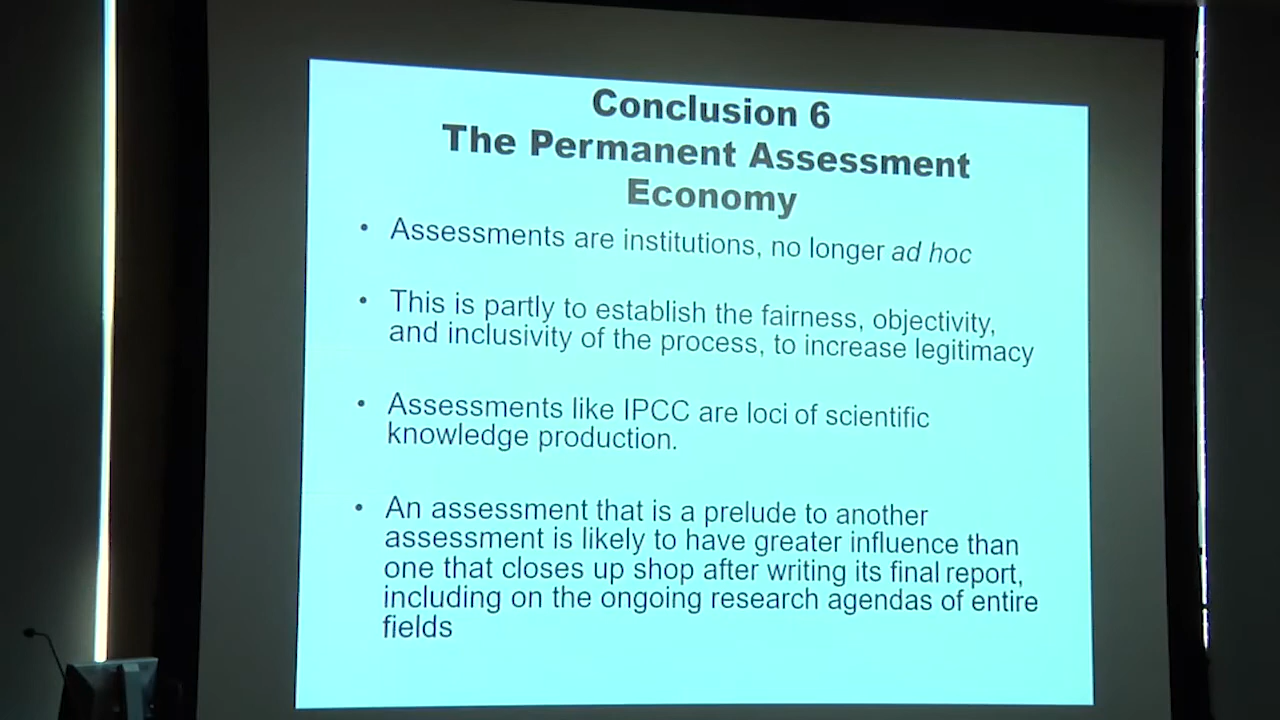 Conclusion 6
The Permanent Assessment
Economy
• Assessments are institutions, no longer ad hoc
• This is partly to establish the fairness, objectivity,
and inclusivity of the process, to increase legitimacy
• Assessments like IPCC are loci of scientific
knowledge production.
• An assessment that is a prelude to another
assessment is likely to have greater influence than
one that closes up shop after writing its final report,
including on the ongoing research agendas of entire
fields